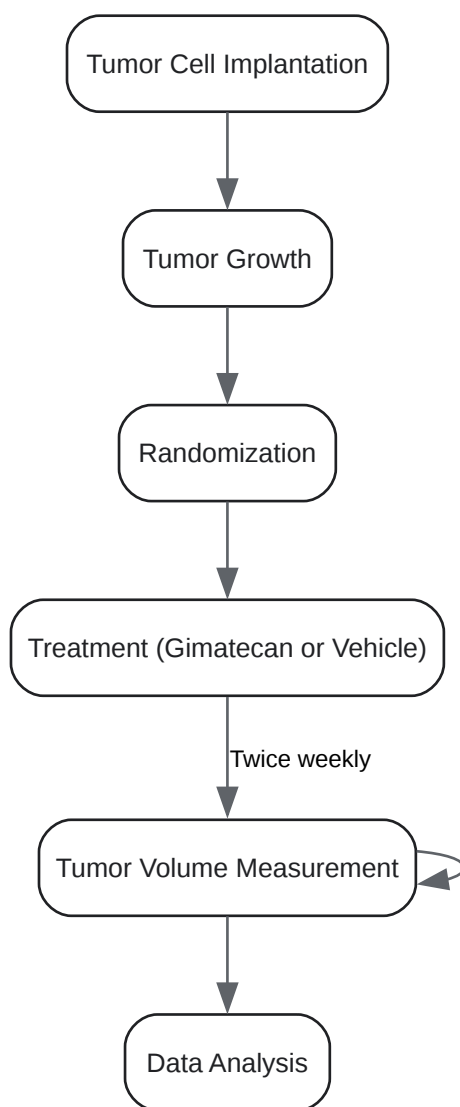 Tumor Cell Implantation
Tumor Growth
Randomization
Treatment (Gimatecan or Vehicle)
Twice weekly
Tumor Volume Measurement
Data Analysis